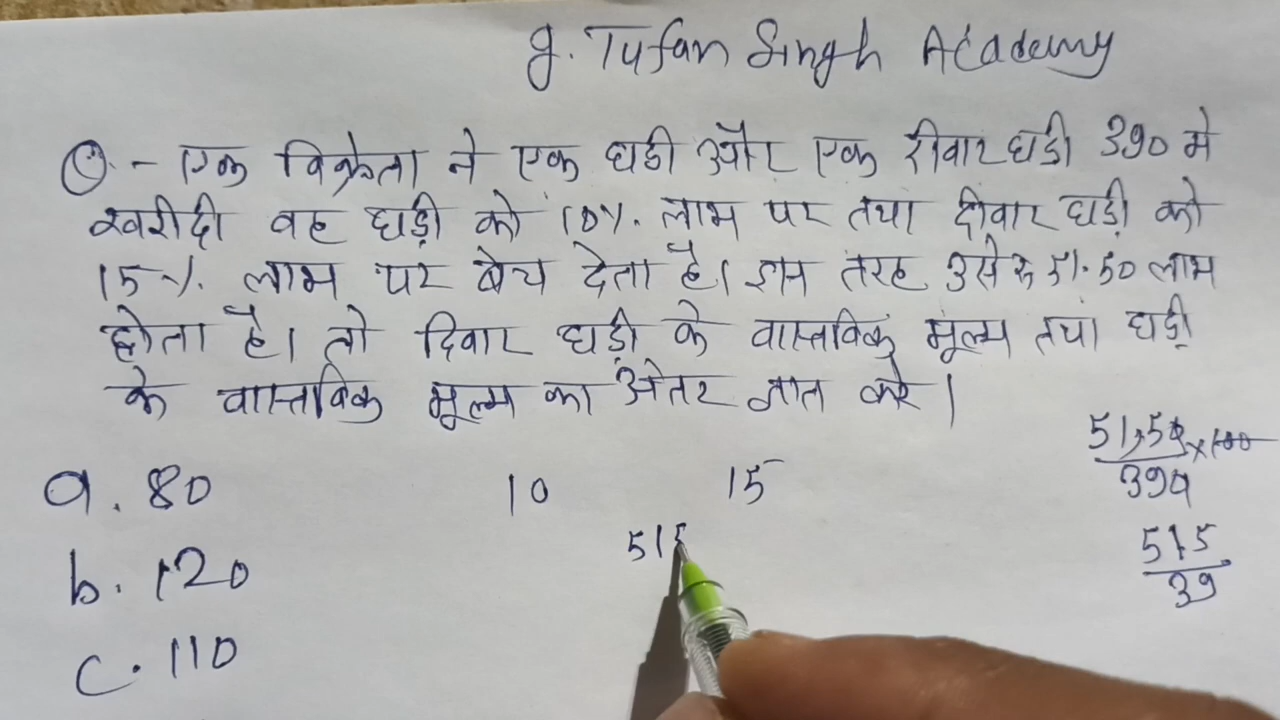 g. Tufan Singh Academy
Q. - एक विक्रेता ने एक घडी और एक दीवार घडी 390 मे
खरीदी वह घड़ी को 10%. लाभ पर तथा दीवार घड़ी को
15%. लाभ पर बेच देता है। इस तरह उसे रु 51.50 लाभ
होता है। तो दिवार घड़ी के वास्तविक मूल्य तथा घड़ी
के वास्तविक मूल्य का अंतर ज्ञात करे।
51.50 × 100
390
a. 80
10 15
515
515
39
b. 120
c. 110